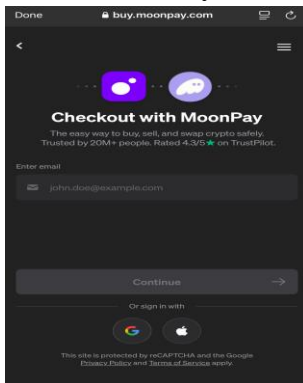 Done
buy.moonpay.com
Checkout with MoonPay
The easy way to buy, sell, and swap crypto safely.
Trusted by 20M+ people. Rated 4.3/5★ on TrustPilot.
Enter email
john.doe@example.com
Continue
Or sign in with
This site is protected by reCAPTCHA and the Google
Privacy Policy and Terms of Service apply.